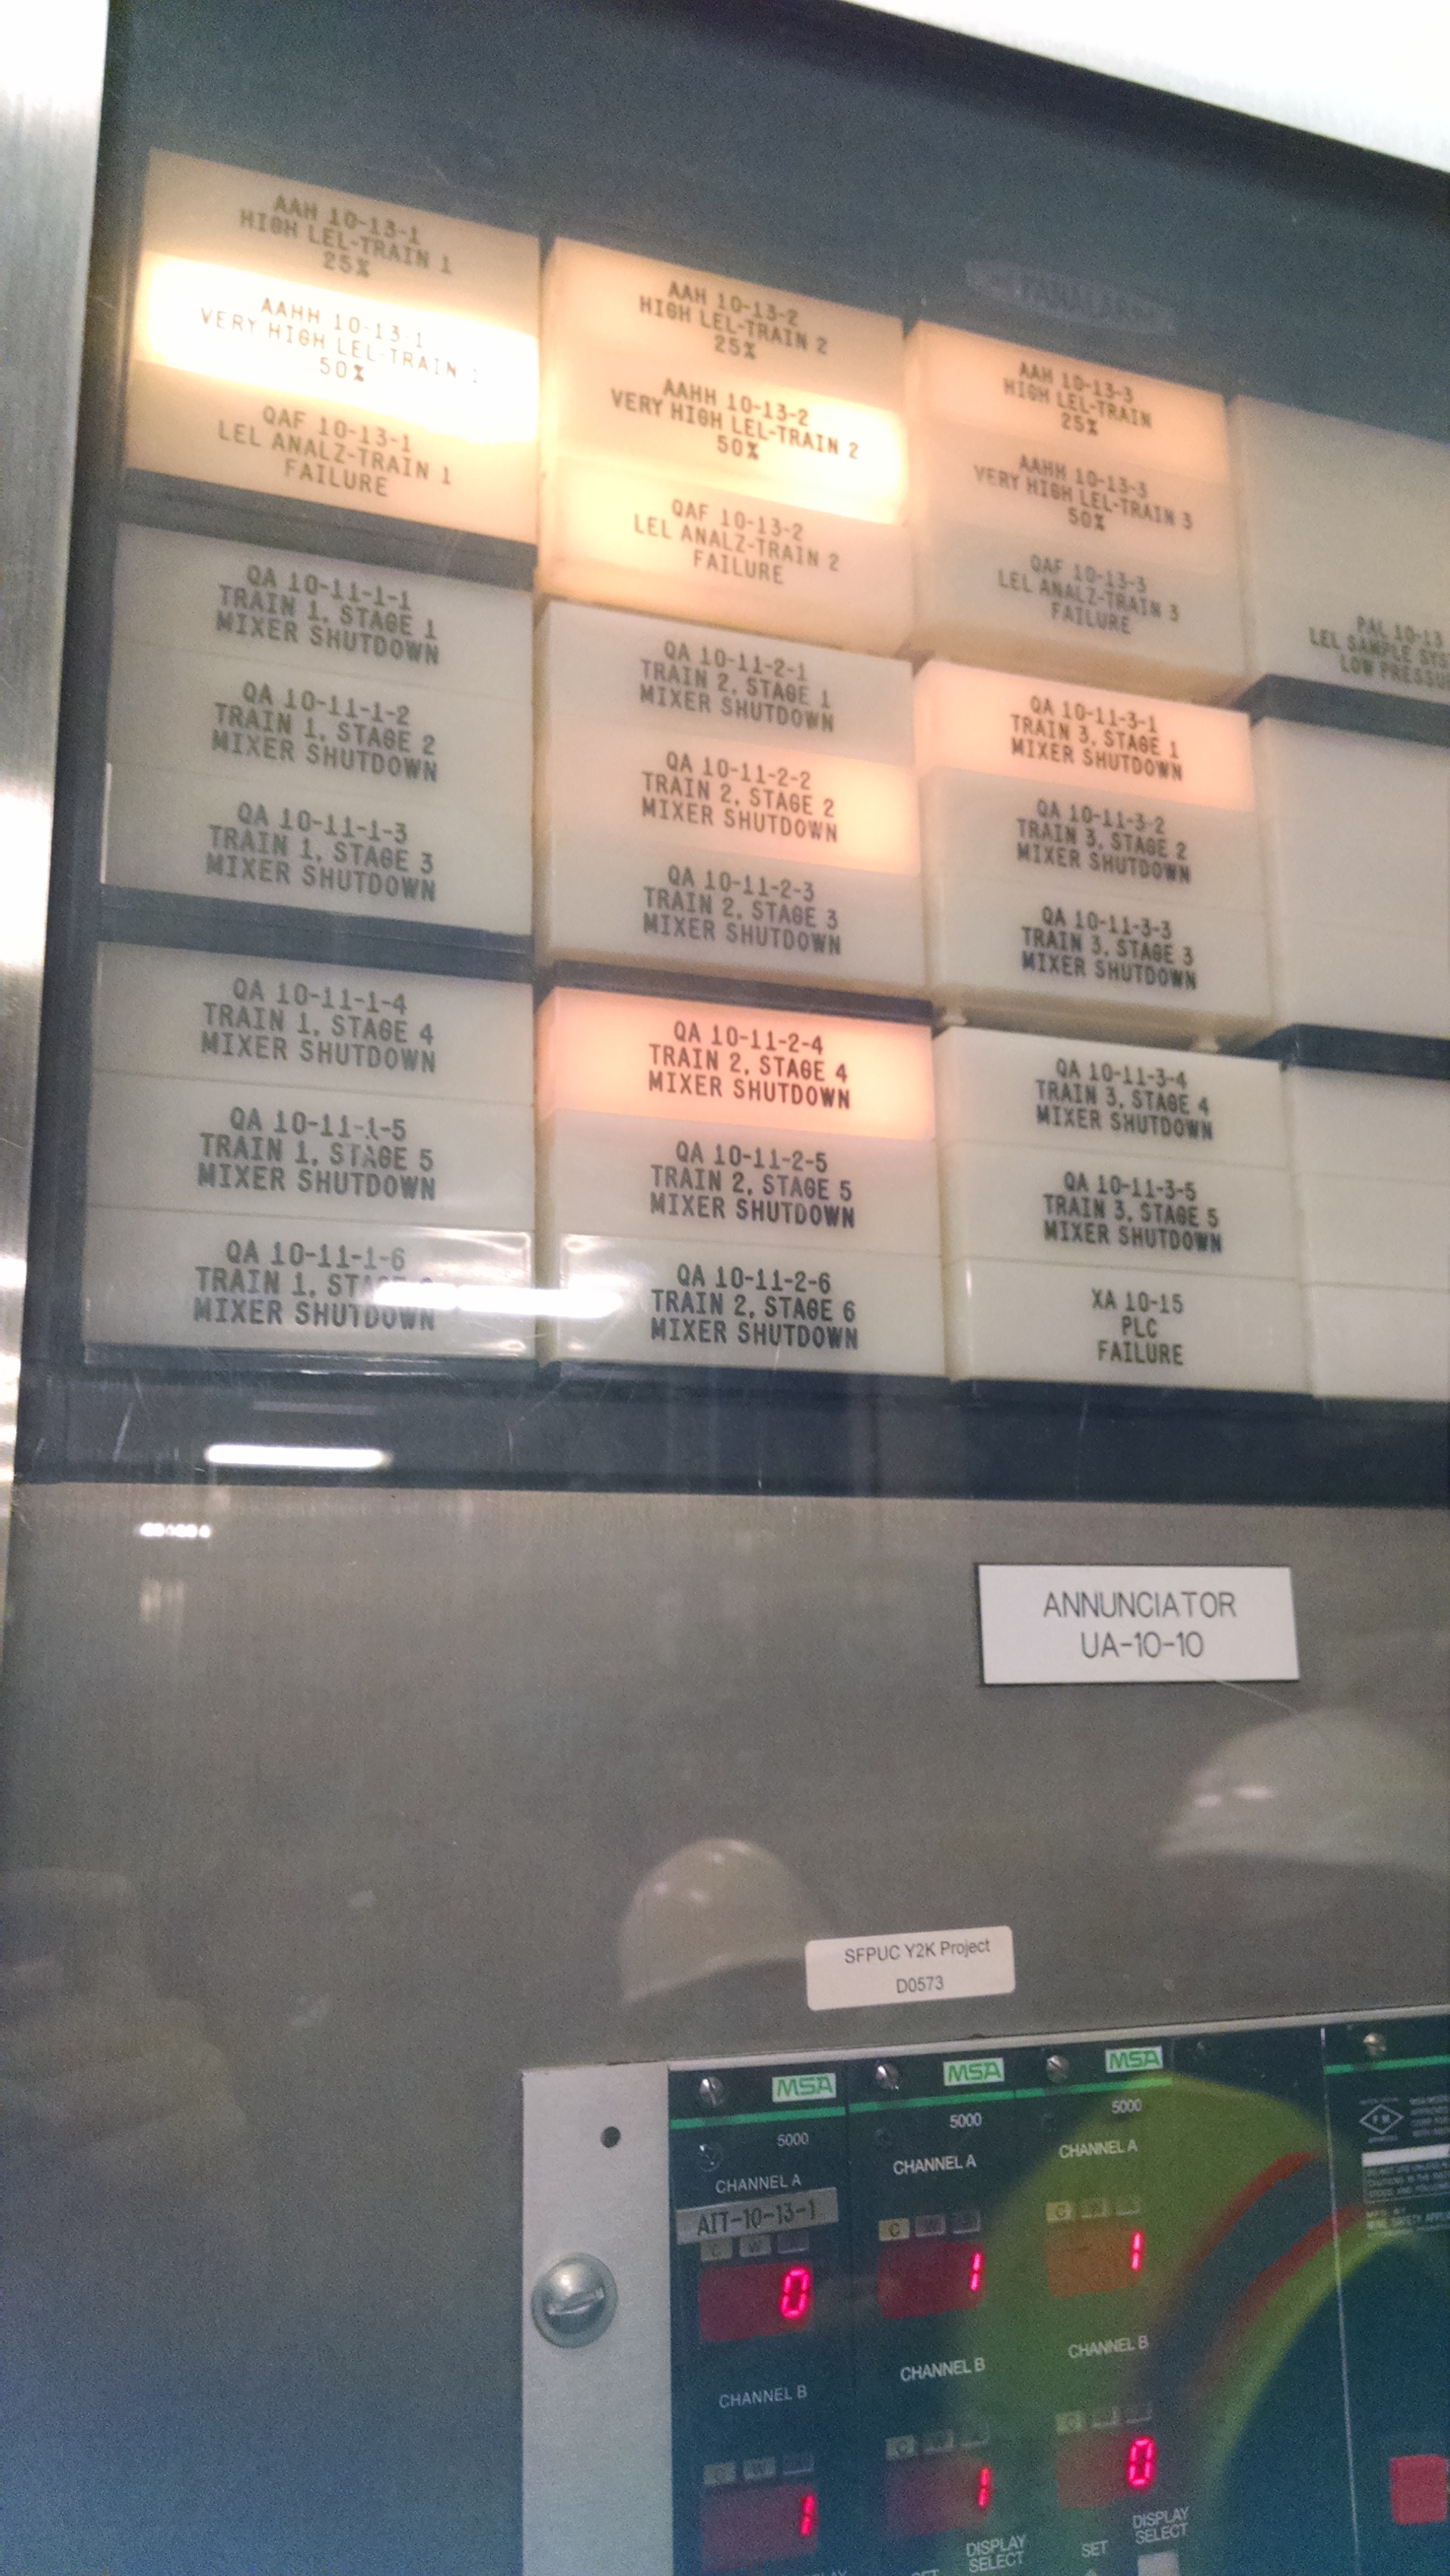 AAH 10-13-1
HIGH LEL-TRAIN 1
25%
AAHH 10-13-1
VERY HIGH LEL-TRAIN
50%
QAF 10-13-1
LEL ANALZ-TRAIN 1
FAILURE
AAH 10-13-2
HIGH LEL-TRAIN 2
25%
AAHH 10-13-2
VERY HIGH LEL-TRAIN 2
50%
QAF 10-13-2
LEL ANALZ-TRAIN 2
FAILURE
AAH 10-13-3
HIGH LEL-TRAIN
25%
AAHH 10-13-3
VERY HIGH LEL-TRAIN 3
50%
QAF 10-13-3
LEL ANALZ-TRAIN 3
FAILURE
PAL 10-13
LEL SAMPLE SYS
LOW PRESSU
QA 10-11-1-1
TRAIN 1, STAGE 1
MIXER SHUTDOWN
QA 10-11-1-2
TRAIN 1, STAGE 2
MIXER SHUTDOWN
QA 10-11-1-3
TRAIN 1, STAGE 3
MIXER SHUTDOWN
QA 10-11-2-1
TRAIN 2, STAGE 1
MIXER SHUTDOWN
QA 10-11-2-2
TRAIN 2, STAGE 2
MIXER SHUTDOWN
QA 10-11-2-3
TRAIN 2, STAGE 3
MIXER SHUTDOWN
QA 10-11-3-1
TRAIN 3, STAGE 1
MIXER SHUTDOWN
QA 10-11-3-2
TRAIN 3, STAGE 2
MIXER SHUTDOWN
QA 10-11-3-3
TRAIN 3, STAGE 3
MIXER SHUTDOWN
QA 10-11-1-4
TRAIN 1, STAGE 4
MIXER SHUTDOWN
QA 10-11-1-5
TRAIN 1, STAGE 5
MIXER SHUTDOWN
QA 10-11-1-6
TRAIN 1, STAGE
MIXER SHUTDOWN
QA 10-11-2-4
TRAIN 2, STAGE 4
MIXER SHUTDOWN
QA 10-11-2-5
TRAIN 2, STAGE 5
MIXER SHUTDOWN
QA 10-11-2-6
TRAIN 2, STAGE 6
MIXER SHUTDOWN
QA 10-11-3-4
TRAIN 3, STAGE 4
MIXER SHUTDOWN
QA 10-11-3-5
TRAIN 3, STAGE 5
MIXER SHUTDOWN
XA 10-15
PLC
FAILURE
ANNUNCIATOR
UA-10-10
SFPUC Y2K Project
D0573
MSA
5000
CHANNEL A
AIT-10-13-1
C W
0
CHANNEL B
C W
1
MSA
5000
CHANNEL A
C W
1
CHANNEL B
C
1
DISPLAY
SELECT
MSA
5000
CHANNEL A
C W
1
CHANNEL B
C
0
SET
DISPLAY
SELECT
FM